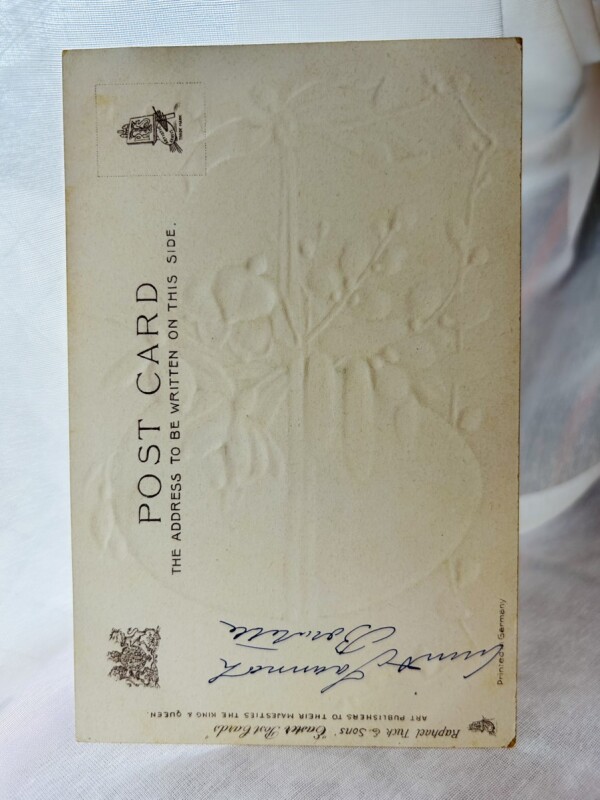 POST CARD
THE ADDRESS TO BE WRITTEN ON THIS SIDE.
Raphael Tuck & Sons' "Easter" Post Cards"
ART PUBLISHERS TO THEIR MAJESTIES THE KING & QUEEN.
Printed Germany